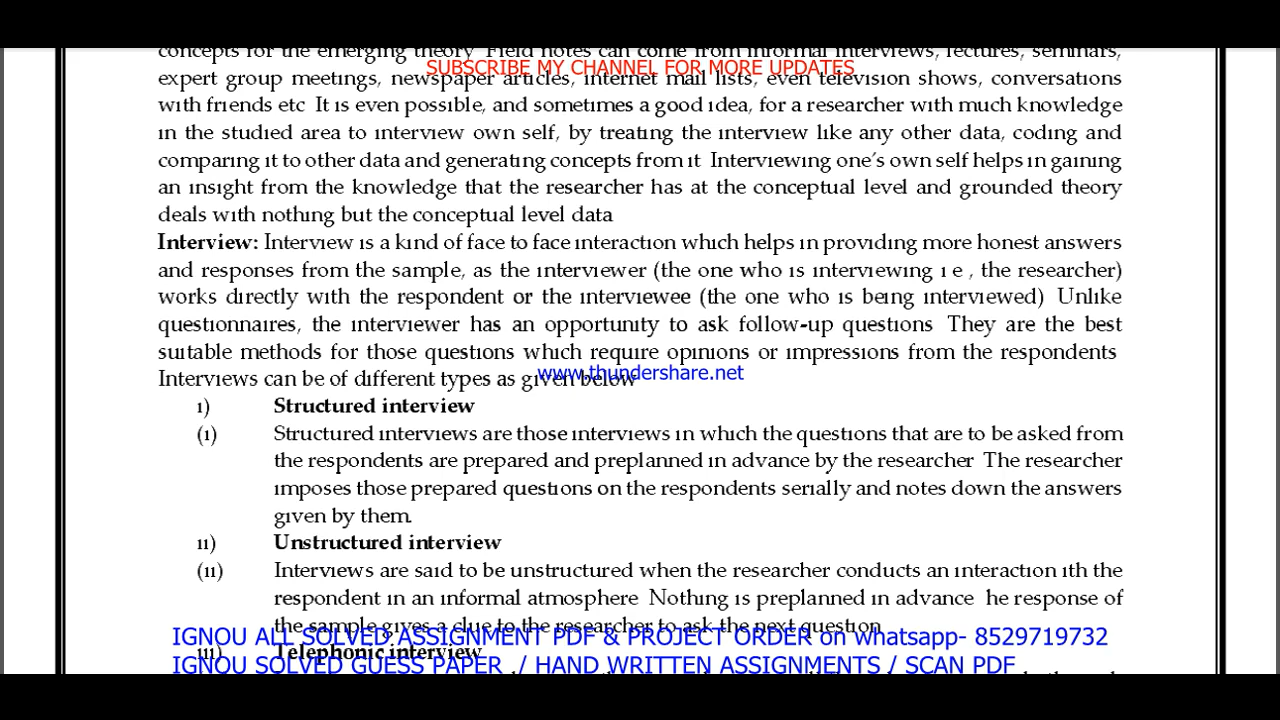 concepts for the emerging theory Field notes can come from informal interviews, lectures, seminars,
SUBSCRIBE MY CHANNEL FOR MORE UPDATES
expert group meetings, newspaper articles, internet mail lists, even television shows, conversations
with friends etc It is even possible, and sometimes a good idea, for a researcher with much knowledge
in the studied area to interview own self, by treating the interview like any other data, coding and
comparing it to other data and generating concepts from it Interviewing one's own self helps in gaining
an insight from the knowledge that the researcher has at the conceptual level and grounded theory
deals with nothing but the conceptual level data
Interview: Interview is a kind of face to face interaction which helps in providing more honest answers
and responses from the sample, as the interviewer (the one who is interviewing i e , the researcher)
works directly with the respondent or the interviewee (the one who is being interviewed) Unlike
questionnaires, the interviewer has an opportunity to ask follow-up questions They are the best
suitable methods for those questions which require opinions or impressions from the respondents
Interviews can be of different types as given below
www.thundershare.net
i) Structured interview
(i) Structured interviews are those interviews in which the questions that are to be asked from
the respondents are prepared and preplanned in advance by the researcher The researcher
imposes those prepared questions on the respondents serially and notes down the answers
given by them.
ii) Unstructured interview
(ii) Interviews are said to be unstructured when the researcher conducts an interaction ith the
respondent in an informal atmosphere Nothing is preplanned in advance he response of
the sample gives a clue to the researcher to ask the next question
IGNOU ALL SOLVED ASSIGNMENT PDF & PROJECT ORDER on whatsapp- 8529719732
iii) Telephonic interview
IGNOU SOLVED GUESS PAPER / HAND WRITTEN ASSIGNMENTS / SCAN PDF